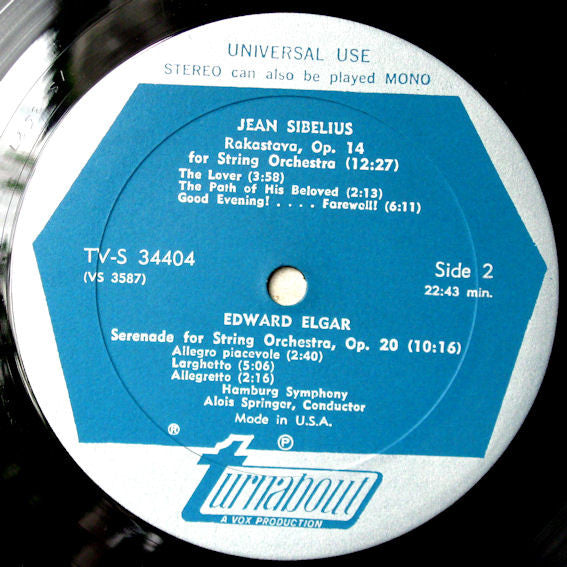 UNIVERSAL USE
STEREO can also be played MONO
JEAN SIBELIUS
Rakastava, Op. 14
for String Orchestra (12:27)
The Lover (3:58)
The Path of His Beloved (2:13)
Good Evening! . . . . Farewell! (6:11)
TV-S 34404
(VS 3587)
Side 2
22:43 min.
EDWARD ELGAR
Serenade for String Orchestra, Op. 20 (10:16)
Allegro piacevole (2:40)
Larghetto (5:06)
Allegretto (2:16)
Hamburg Symphony
Alois Springer, Conductor
Made in U.S.A.
® ℗
turnabout
A VOX PRODUCTION